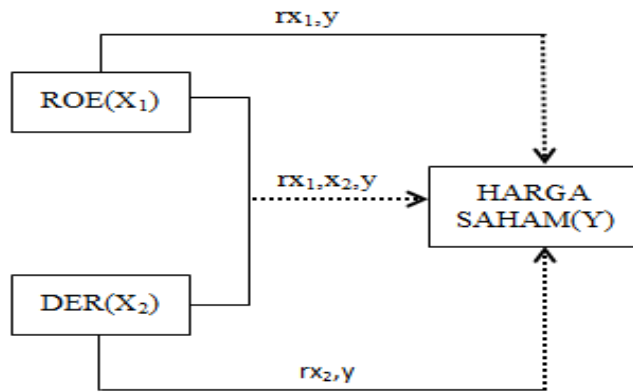 rx₁,y
ROE(X₁)
rx₁,x₂,y
HARGA
SAHAM(Y)
DER(X₂)
rx₂,y